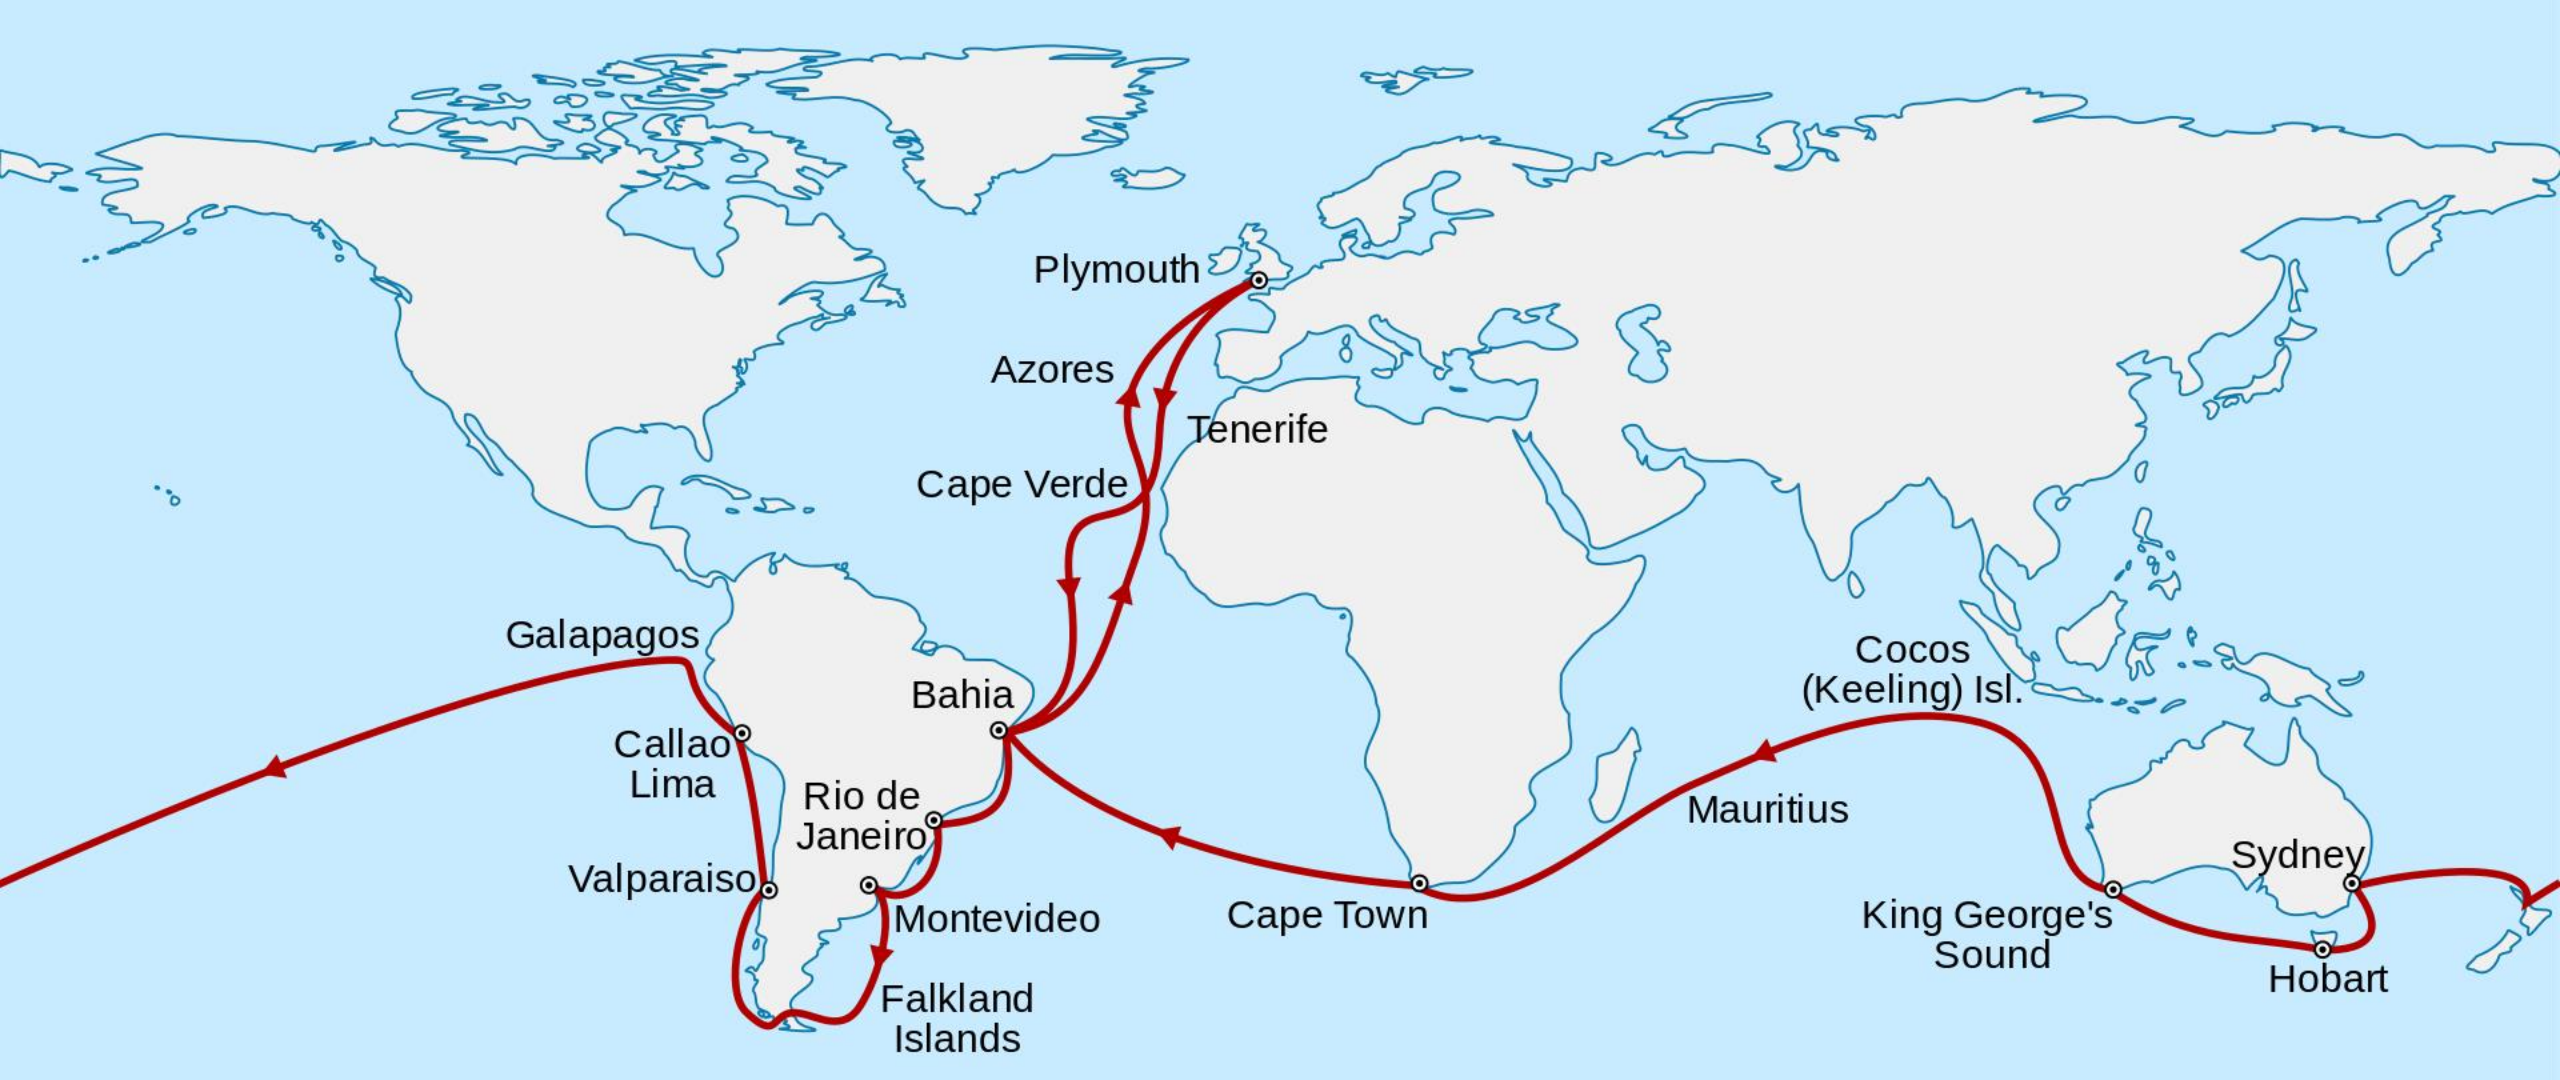 Plymouth
Azores
Tenerife
Cape Verde
Galapagos
Cocos
(Keeling) Isl.
Bahia
Callao
Lima
Rio de
Janeiro
Mauritius
Sydney
Valparaiso
Montevideo
Cape Town
King George's
Sound
Hobart
Falkland
Islands